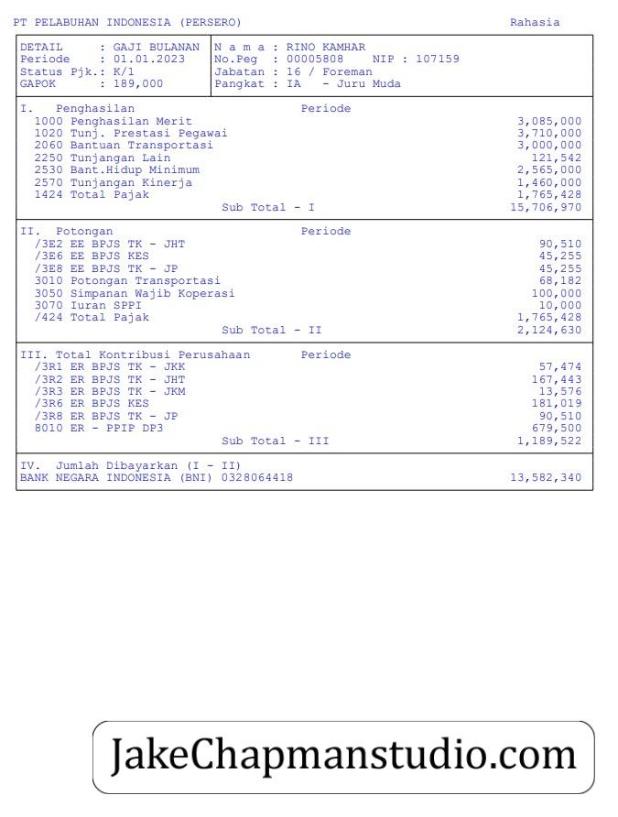 PT PELABUHAN INDONESIA (PERSERO) Rahasia
DETAIL : GAJI BULANAN N a m a : RINO KAMHAR
Periode : 01.01.2023 No.Peg : 00005808 NIP : 107159
Status Pjk.: K/1 Jabatan : 16 / Foreman
GAPOK : 189,000 Pangkat : IA - Juru Muda
I. Penghasilan Periode
1000 Penghasilan Merit 3,085,000
1020 Tunj. Prestasi Pegawai 3,710,000
2060 Bantuan Transportasi 3,000,000
2250 Tunjangan Lain 121,542
2530 Bant.Hidup Minimum 2,565,000
2570 Tunjangan Kinerja 1,460,000
1424 Total Pajak 1,765,428
Sub Total - I 15,706,970
II. Potongan Periode
/3E2 EE BPJS TK - JHT 90,510
/3E6 EE BPJS KES 45,255
/3E8 EE BPJS TK - JP 45,255
3010 Potongan Transportasi 68,182
3050 Simpanan Wajib Koperasi 100,000
3070 Iuran SPPI 10,000
/424 Total Pajak 1,765,428
Sub Total - II 2,124,630
III. Total Kontribusi Perusahaan Periode
/3R1 ER BPJS TK - JKK 57,474
/3R2 ER BPJS TK - JHT 167,443
/3R3 ER BPJS TK - JKM 13,576
/3R6 ER BPJS KES 181,019
/3R8 ER BPJS TK - JP 90,510
8010 ER - PPIP DP3 679,500
Sub Total - III 1,189,522
IV. Jumlah Dibayarkan (I - II)
BANK NEGARA INDONESIA (BNI) 0328064418 13,582,340
JakeChapmanstudio.com